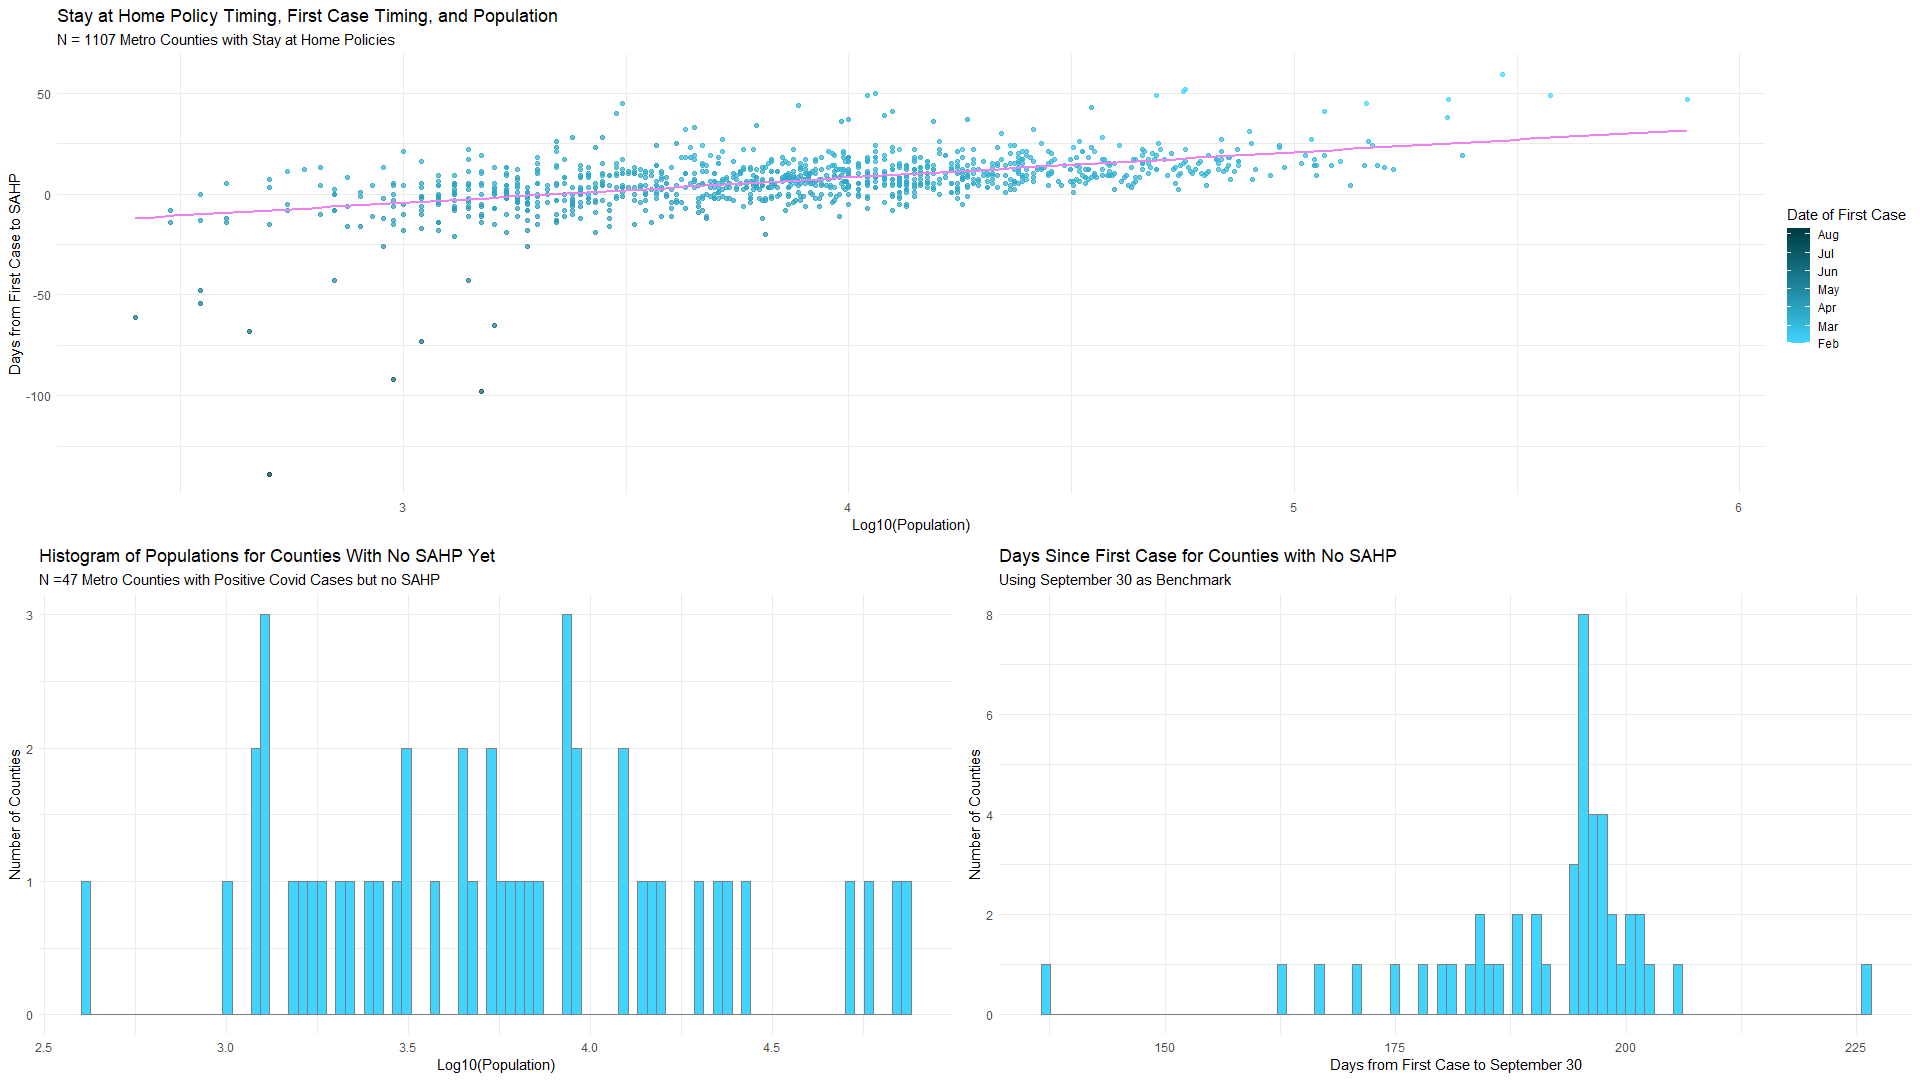 Stay at Home Policy Timing, First Case Timing, and Population
N = 1107 Metro Counties with Stay at Home Policies
Days from First Case to SAHP
50
0
-50
-100
3
4
5
6
Log10(Population)
Date of First Case
Aug
Jul
Jun
May
Apr
Mar
Feb
Histogram of Populations for Counties With No SAHP Yet
N =47 Metro Counties with Positive Covid Cases but no SAHP
Number of Counties
3
2
1
0
2.5
3.0
3.5
4.0
4.5
Log10(Population)
Days Since First Case for Counties with No SAHP
Using September 30 as Benchmark
Number of Counties
8
6
4
2
0
150
175
200
225
Days from First Case to September 30